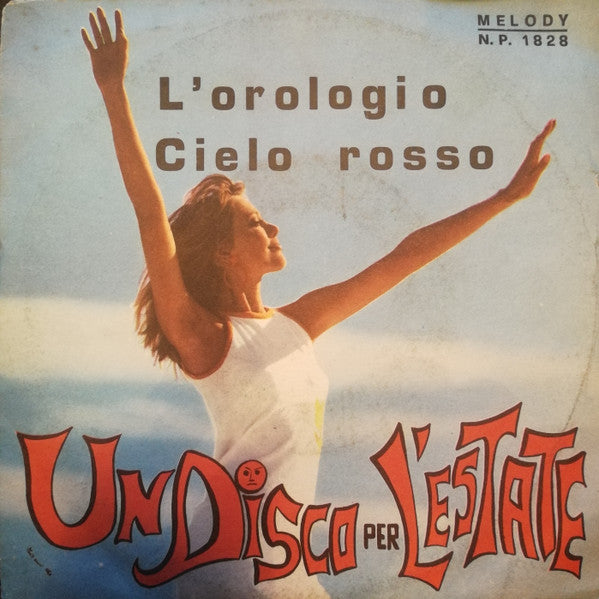 MELODY
N.P. 1828
L'orologio
Cielo rosso
UN DISCO PER L'ESTATE